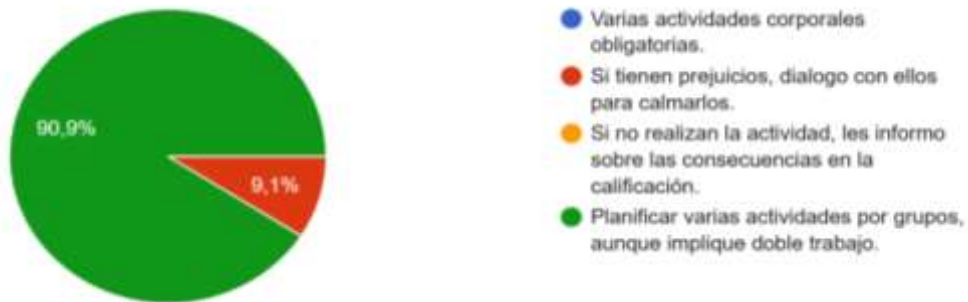 90,9%
9,1%
Varias actividades corporales
obligatorias.
Si tienen prejuicios, dialogo con ellos
para calmarlos.
Si no realizan la actividad, les informo
sobre las consecuencias en la
calificación.
Planificar varias actividades por grupos,
aunque implique doble trabajo.